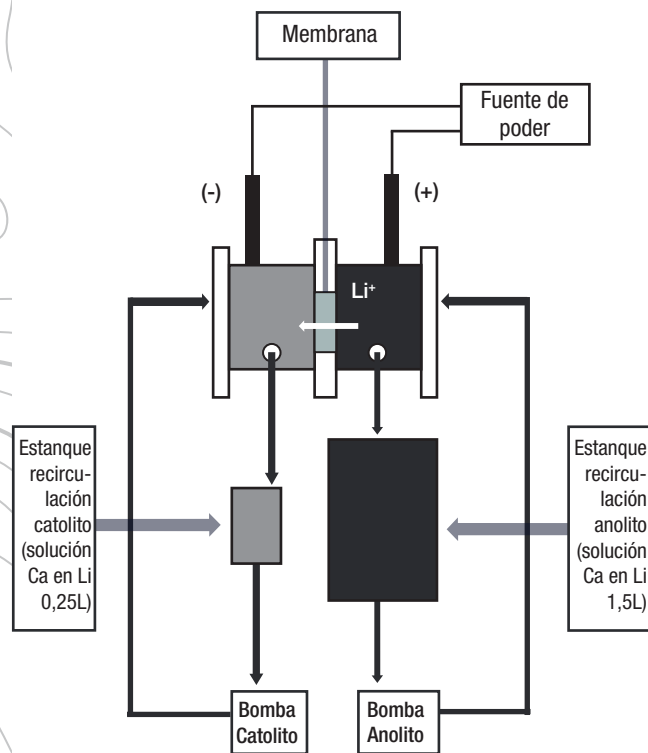 Membrana
Fuente de
poder
(-)
(+)
Li⁺
Estanque
recircu-
lación
catolito
(solución
Ca en Li
0,25L)
Estanque
recircu-
lación
anolito
(solución
Ca en Li
1,5L)
Bomba
Catolito
Bomba
Anolito